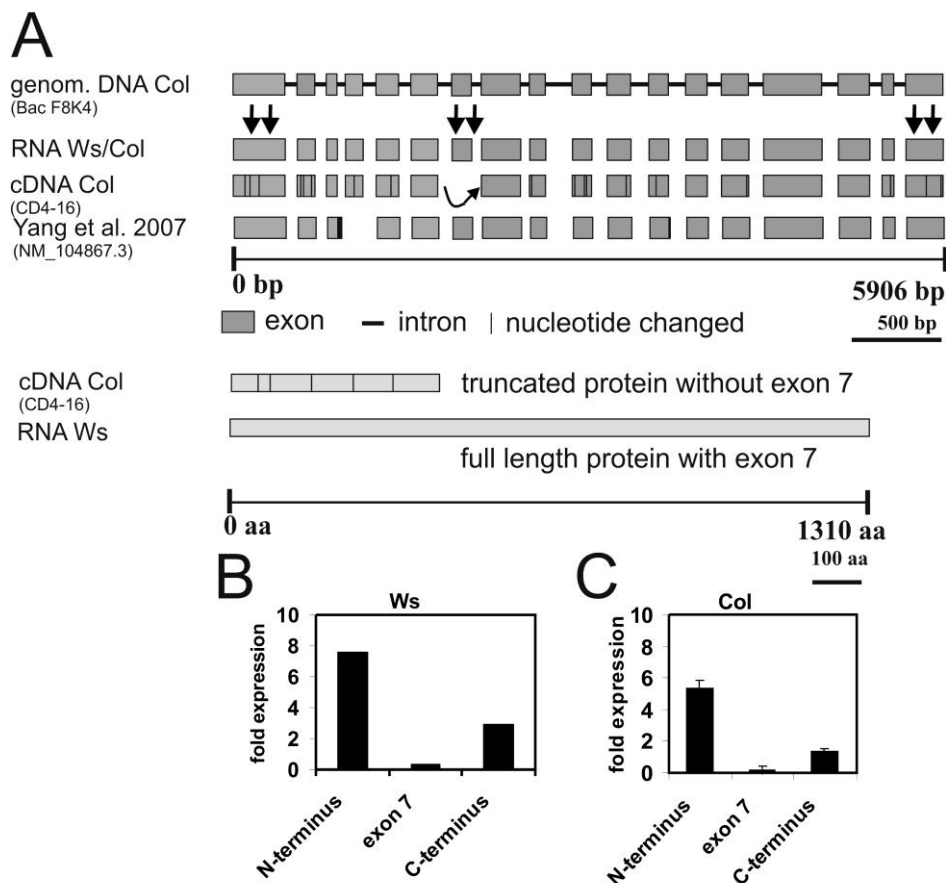 A
genom. DNA Col
(Bac F8K4)
RNA Ws/Col
cDNA Col
(CD4-16)
Yang et al. 2007
(NM_104867.3)
0 bp
5906 bp
exon
intron
nucleotide changed
500 bp
cDNA Col
(CD4-16)
truncated protein without exon 7
RNA Ws
full length protein with exon 7
0 aa
1310 aa
100 aa
B
Ws
fold expression
10
8
6
4
2
0
N-terminus
exon 7
C-terminus
C
Col
fold expression
10
8
6
4
2
0
N-terminus
exon 7
C-terminus